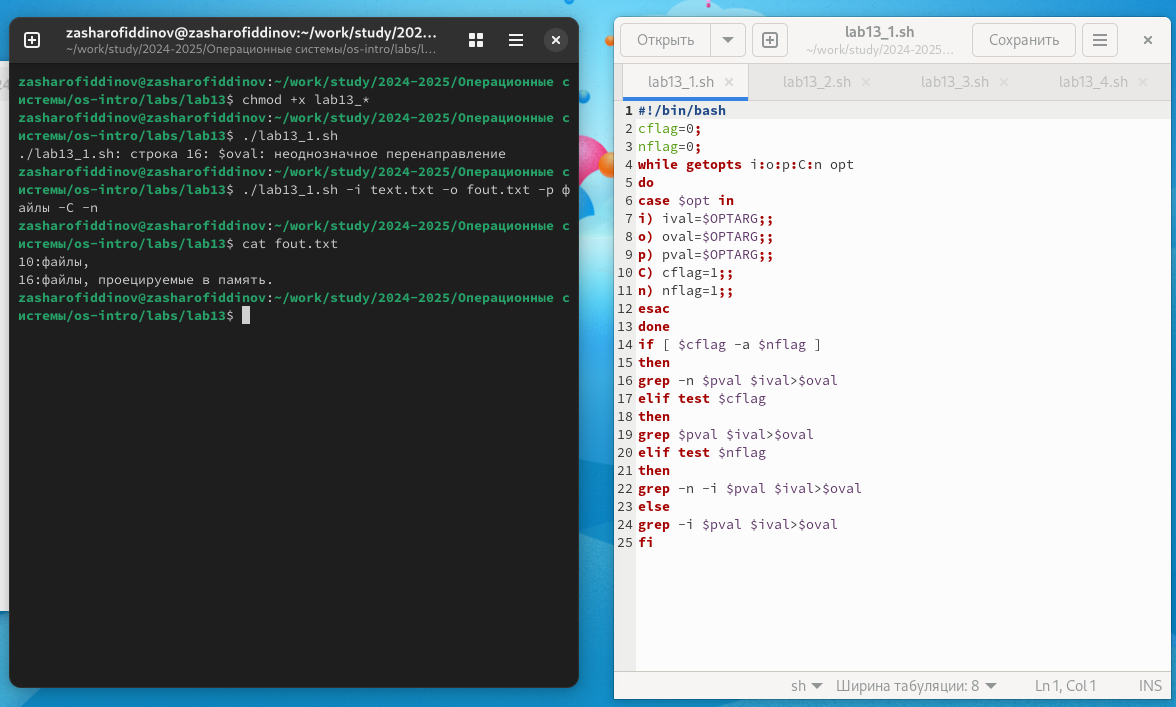 zasharofiddinov@zasharofiddinov:~/work/study/202...
~/work/study/2024-2025/Операционные системы/os-intro/labs/l...
zasharofiddinov@zasharofiddinov:~/work/study/2024-2025/Операционные с
истемы/os-intro/labs/lab13$ chmod +x lab13_*
zasharofiddinov@zasharofiddinov:~/work/study/2024-2025/Операционные с
истемы/os-intro/labs/lab13$ ./lab13_1.sh
./lab13_1.sh: строка 16: $oval: неоднозначное перенаправление
zasharofiddinov@zasharofiddinov:~/work/study/2024-2025/Операционные с
истемы/os-intro/labs/lab13$ ./lab13_1.sh -i text.txt -o fout.txt -p ф
айлы -C -n
zasharofiddinov@zasharofiddinov:~/work/study/2024-2025/Операционные с
истемы/os-intro/labs/lab13$ cat fout.txt
10:файлы,
16:файлы, проецируемые в память.
zasharofiddinov@zasharofiddinov:~/work/study/2024-2025/Операционные с
истемы/os-intro/labs/lab13$
Открыть
lab13_1.sh
~/work/study/2024-2025...
Сохранить
lab13_1.sh
lab13_2.sh
lab13_3.sh
lab13_4.sh
1 #!/bin/bash
2 cflag=0;
3 nflag=0;
4 while getopts i:o:p:C:n opt
5 do
6 case $opt in
7 i) ival=$OPTARG;;
8 o) oval=$OPTARG;;
9 p) pval=$OPTARG;;
10 C) cflag=1;;
11 n) nflag=1;;
12 esac
13 done
14 if [ $cflag -a $nflag ]
15 then
16 grep -n $pval $ival>$oval
17 elif test $cflag
18 then
19 grep $pval $ival>$oval
20 elif test $nflag
21 then
22 grep -n -i $pval $ival>$oval
23 else
24 grep -i $pval $ival>$oval
25 fi
sh
Ширина табуляции: 8
Ln 1, Col 1
INS